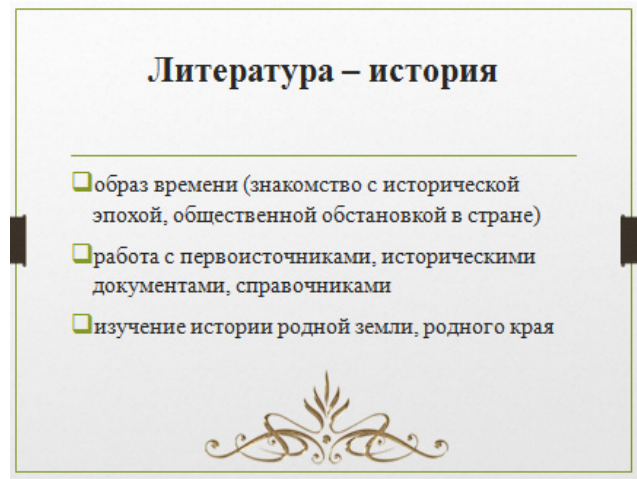 Литература – история
образ времени (знакомство с исторической
эпохой, общественной обстановкой в стране)
работа с первоисточниками, историческими
документами, справочниками
изучение истории родной земли, родного края